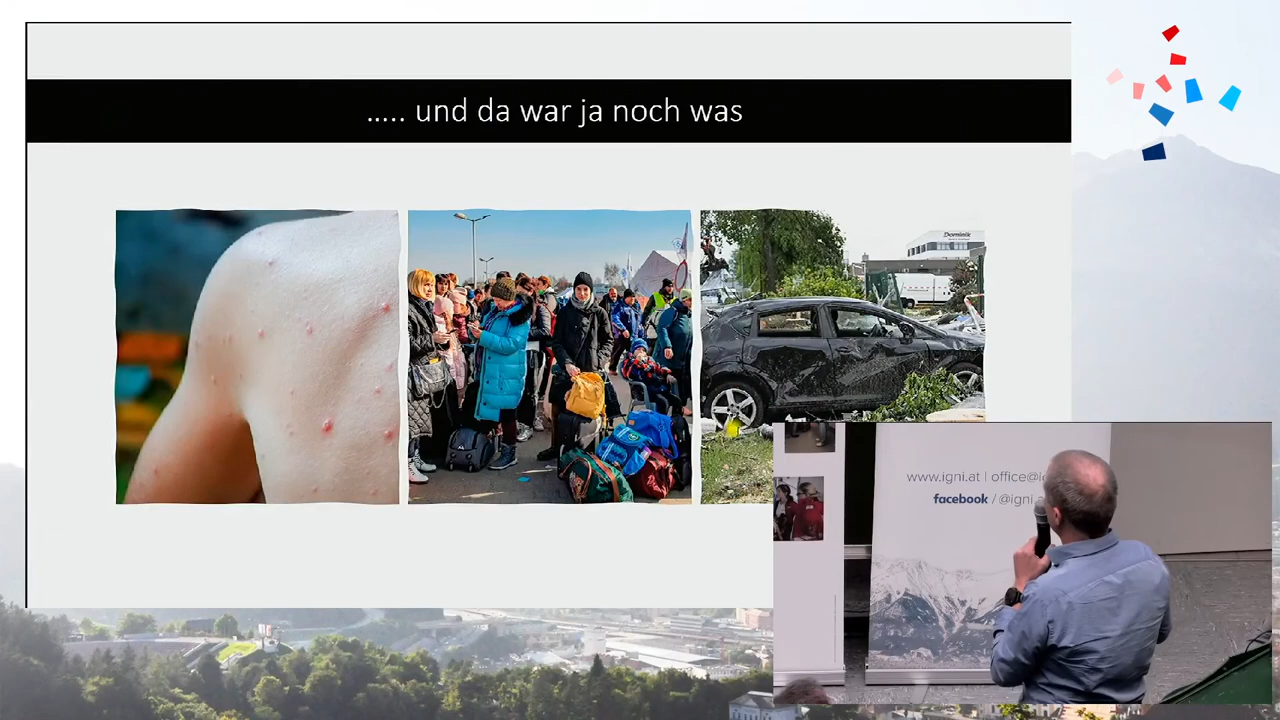 ..... und da war ja noch was
Dominik
www.igni.at | office@i
facebook / @igni.a